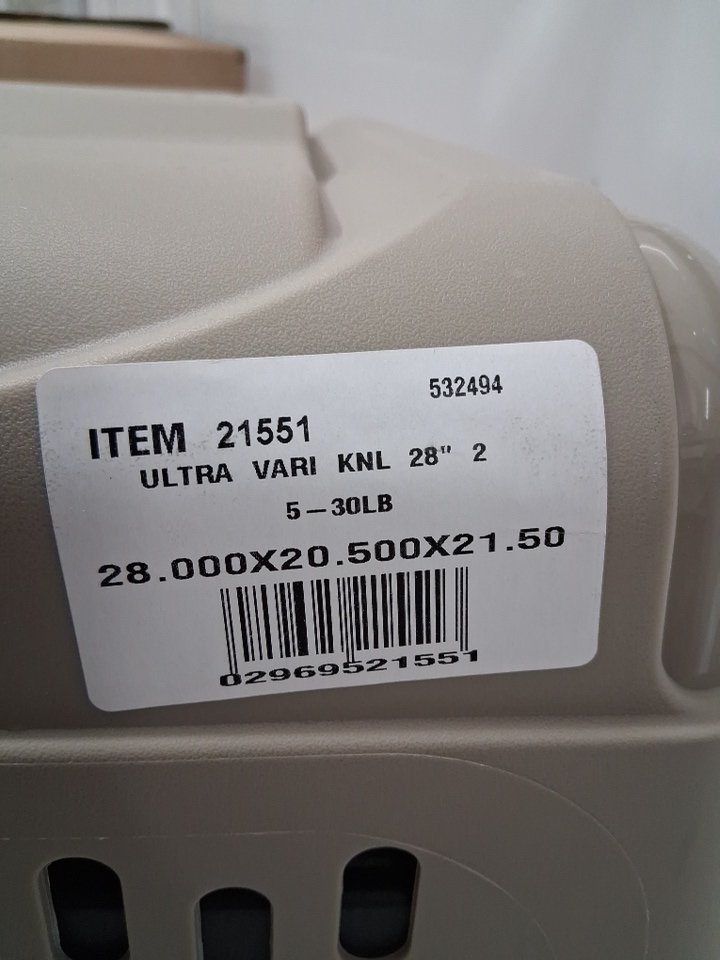 532494
ITEM 21551
ULTRA VARI KNL 28" 2
5-30LB
28.000X20.500X21.50
02969521551